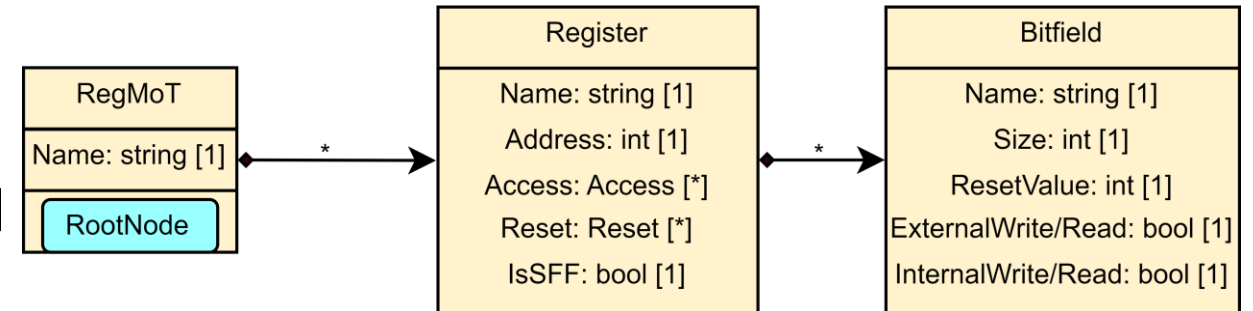 RegMoT
Name: string [1]
RootNode
*
Register
Name: string [1]
Address: int [1]
Access: Access [*]
Reset: Reset [*]
IsSFF: bool [1]
*
Bitfield
Name: string [1]
Size: int [1]
ResetValue: int [1]
ExternalWrite/Read: bool [1]
InternalWrite/Read: bool [1]